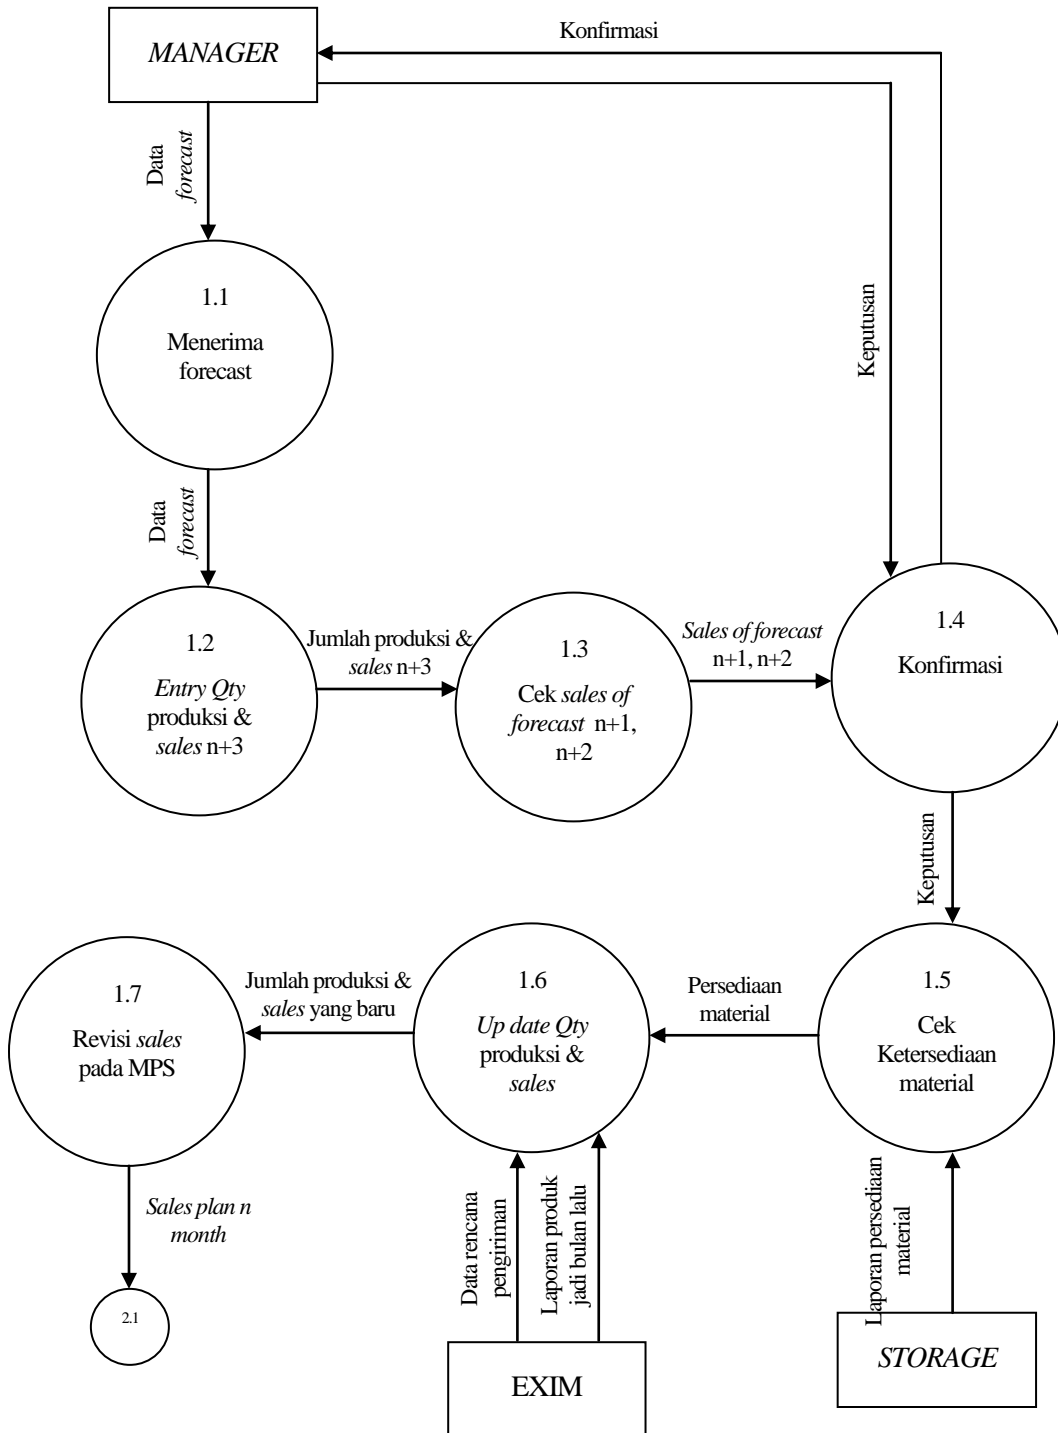 MANAGER
Konfirmasi
Data
forecast
1.1
Menerima
forecast
Keputusan
Data
forecast
1.2
Entry Qty
produksi &
sales n+3
Jumlah produksi &
sales n+3
1.3
Cek sales of
forecast n+1,
n+2
Sales of forecast
n+1, n+2
1.4
Konfirmasi
Keputusan
1.7
Revisi sales
pada MPS
Jumlah produksi &
sales yang baru
1.6
Up date Qty
produksi &
sales
Persediaan
material
1.5
Cek
Ketersediaan
material
Sales plan n
month
2.1
Data rencana
pengiriman
Laporan produk
jadi bulan lalu
Laporan persediaan
material
EXIM
STORAGE